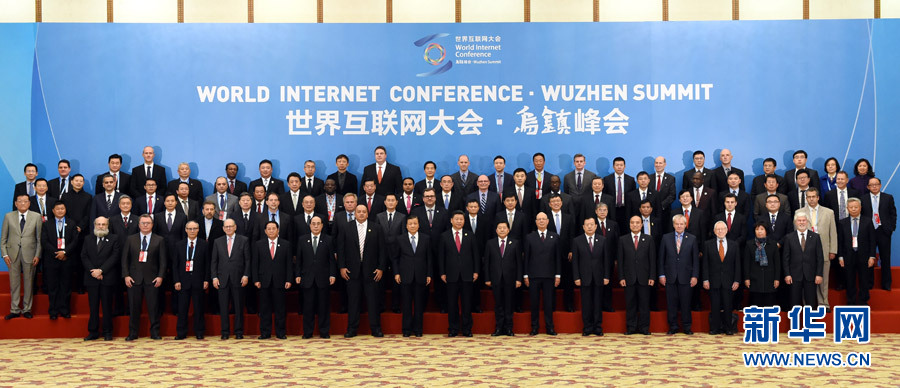 世界互联网大会
World Internet
Conference
乌镇峰会 · Wuzhen Summit
WORLD INTERNET CONFERENCE · WUZHEN SUMMIT
世界互联网大会 · 烏鎮峰会
新华网
WWW.NEWS.CN